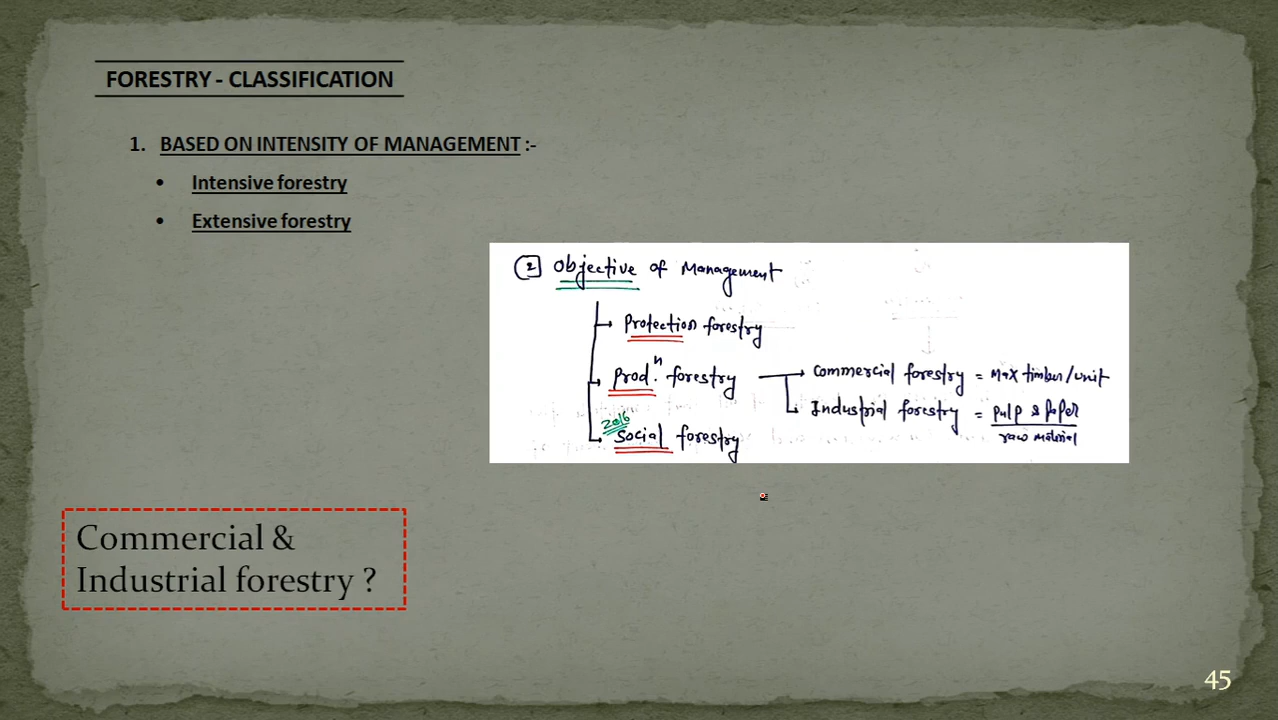 FORESTRY - CLASSIFICATION
1. BASED ON INTENSITY OF MANAGEMENT :-
• Intensive forestry
• Extensive forestry
2 Objective of Management
Protection forestry
Prod.n forestry → Commercial forestry = Max timber/unit
Industrial forestry = pulp & paper
raw material
2016
Social forestry
Commercial &
Industrial forestry ?
45